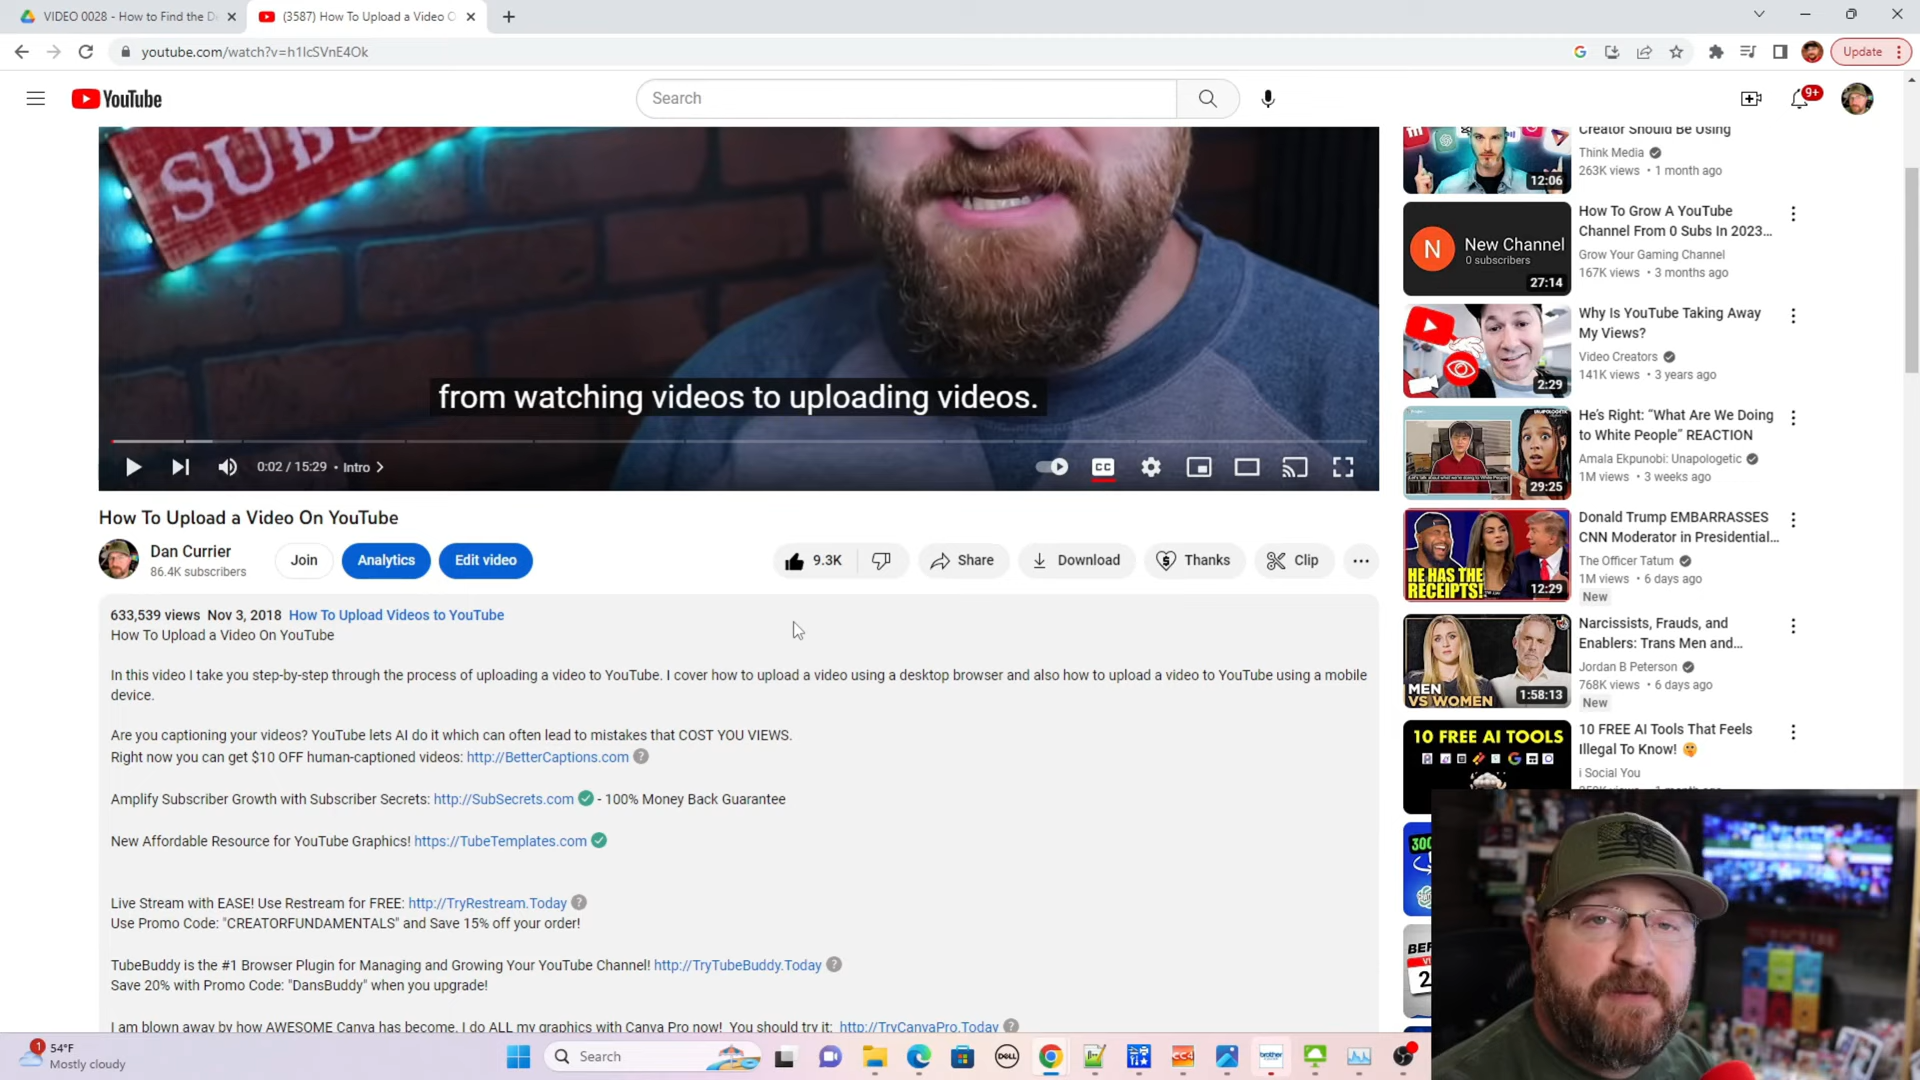 VIDEO 0028 - How to Find the De
(3587) How To Upload a Video O
youtube.com/watch?v=h1IcSVnE4Ok
Update
YouTube
Search
9+
SUBS
from watching videos to uploading videos.
0:02 / 15:29 • Intro
CC
How To Upload a Video On YouTube
Dan Currier
86.4K subscribers
Join
Analytics
Edit video
9.3K
Share
Download
Thanks
Clip
633,539 views Nov 3, 2018 How To Upload Videos to YouTube
How To Upload a Video On YouTube
In this video I take you step-by-step through the process of uploading a video to YouTube. I cover how to upload a video using a desktop browser and also how to upload a video to YouTube using a mobile
device.
Are you captioning your videos? YouTube lets AI do it which can often lead to mistakes that COST YOU VIEWS.
Right now you can get $10 OFF human-captioned videos: http://BetterCaptions.com
Amplify Subscriber Growth with Subscriber Secrets: http://SubSecrets.com - 100% Money Back Guarantee
New Affordable Resource for YouTube Graphics! https://TubeTemplates.com
Live Stream with EASE! Use Restream for FREE: http://TryRestream.Today
Use Promo Code: "CREATORFUNDAMENTALS" and Save 15% off your order!
TubeBuddy is the #1 Browser Plugin for Managing and Growing Your YouTube Channel! http://TryTubeBuddy.Today
Save 20% with Promo Code: "DansBuddy" when you upgrade!
I am blown away by how AWESOME Canva has become. I do ALL my graphics with Canva Pro now! You should try it: http://TryCanvaPro.Today
Creator Should Be Using
Think Media
263K views • 1 month ago
12:06
N
New Channel
0 subscribers
27:14
How To Grow A YouTube
Channel From 0 Subs In 2023...
Grow Your Gaming Channel
167K views • 3 months ago
2:29
Why Is YouTube Taking Away
My Views?
Video Creators
141K views • 3 years ago
29:25
He's Right: "What Are We Doing
to White People" REACTION
Amala Ekpunobi: Unapologetic
1M views • 3 weeks ago
HE HAS THE
RECEIPTS!
12:29
Donald Trump EMBARRASSES
CNN Moderator in Presidential...
The Officer Tatum
1M views • 6 days ago
New
MEN
VS WOMEN
1:58:13
Narcissists, Frauds, and
Enablers: Trans Men and...
Jordan B Peterson
768K views • 6 days ago
New
10 FREE AI TOOLS
10 FREE AI Tools That Feels
Illegal To Know!
i Social You
300
BEF
2
1
54°F
Mostly cloudy
Search
DELL
CC4
brother